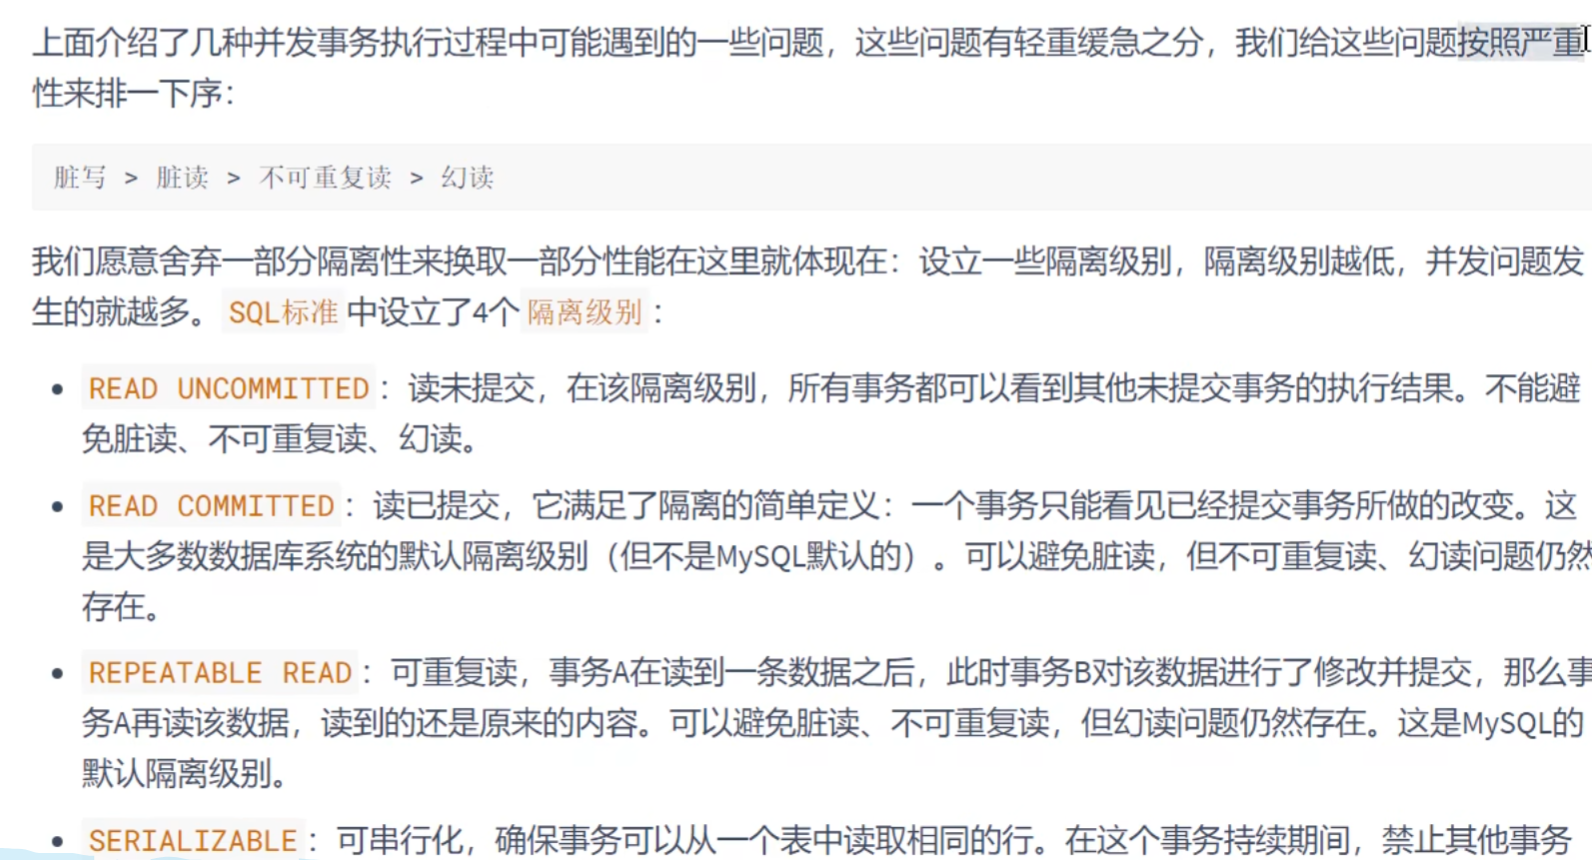 上面介绍了几种并发事务执行过程中可能遇到的一些问题，这些问题有轻重缓急之分，我们给这些问题按照严重
性来排一下序：
脏写 > 脏读 > 不可重复读 > 幻读
我们愿意舍弃一部分隔离性来换取一部分性能在这里就体现在：设立一些隔离级别，隔离级别越低，并发问题发
生的就越多。SQL标准中设立了4个隔离级别：
• READ UNCOMMITTED：读未提交，在该隔离级别，所有事务都可以看到其他未提交事务的执行结果。不能避
免脏读、不可重复读、幻读。
• READ COMMITTED：读已提交，它满足了隔离的简单定义：一个事务只能看见已经提交事务所做的改变。这
是大多数数据库系统的默认隔离级别（但不是MySQL默认的）。可以避免脏读，但不可重复读、幻读问题仍然
存在。
• REPEATABLE READ：可重复读，事务A在读到一条数据之后，此时事务B对该数据进行了修改并提交，那么事
务A再读该数据，读到的还是原来的内容。可以避免脏读、不可重复读，但幻读问题仍然存在。这是MySQL的
默认隔离级别。
• SERIALIZABLE：可串行化，确保事务可以从一个表中读取相同的行。在这个事务持续期间，禁止其他事务